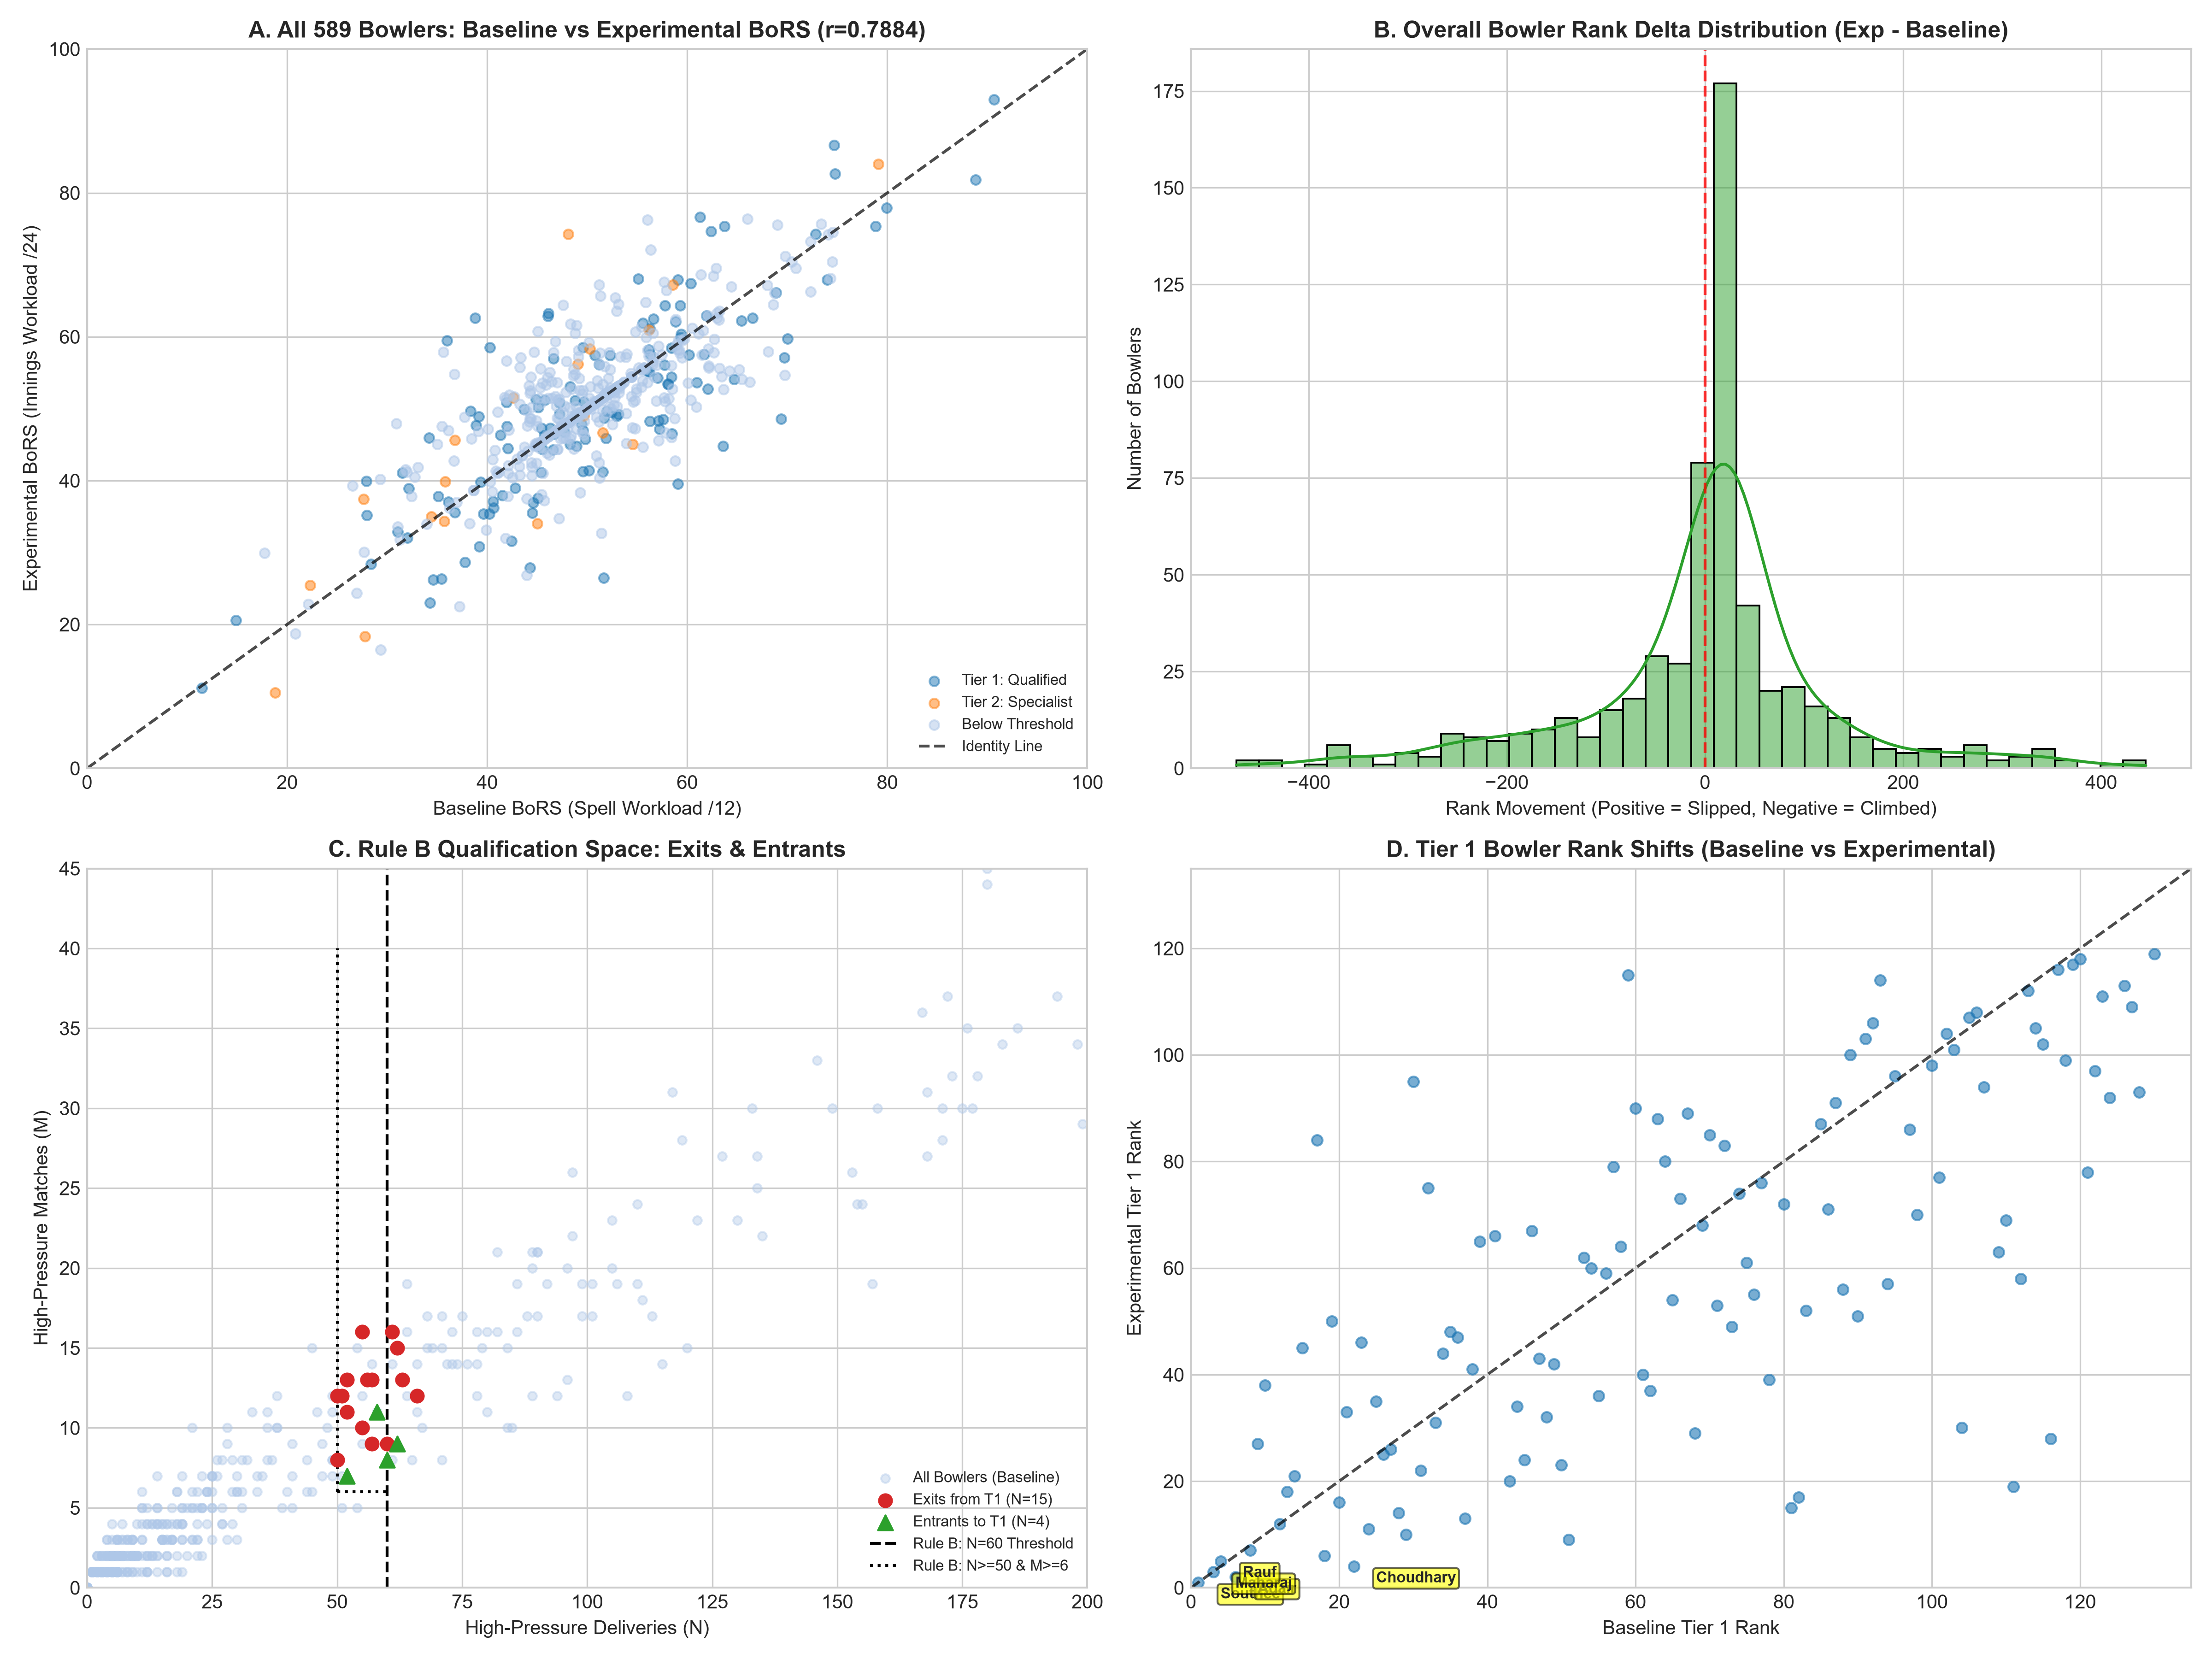 A. All 589 Bowlers: Baseline vs Experimental BoRS (r=0.7884)
100
80
60
40
20
0
Experimental BoRS (Innings Workload /24)
Tier 1: Qualified
Tier 2: Specialist
Below Threshold
Identity Line
0 20 40 60 80 100
Baseline BoRS (Spell Workload /12)
B. Overall Bowler Rank Delta Distribution (Exp - Baseline)
175
150
125
100
75
50
25
0
Number of Bowlers
−400 −200 0 200 400
Rank Movement (Positive = Slipped, Negative = Climbed)
C. Rule B Qualification Space: Exits & Entrants
45
40
35
30
25
20
15
10
5
0
High-Pressure Matches (M)
All Bowlers (Baseline)
Exits from T1 (N=15)
Entrants to T1 (N=4)
Rule B: N=60 Threshold
Rule B: N>=50 & M>=6
0 25 50 75 100 125 150 175 200
High-Pressure Deliveries (N)
D. Tier 1 Bowler Rank Shifts (Baseline vs Experimental)
120
100
80
60
40
20
0
Experimental Tier 1 Rank
Rauf
Maharaj
Choudhary
0 20 40 60 80 100 120
Baseline Tier 1 Rank